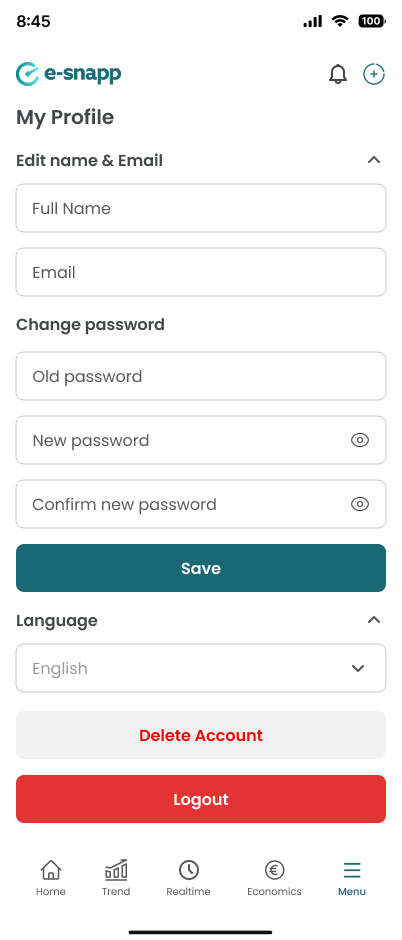 8:45
100
e-snapp
My Profile
Edit name & Email
Full Name
Email
Change password
Old password
New password
Confirm new password
Save
Language
English
Delete Account
Logout
Home Trend Realtime Economics Menu